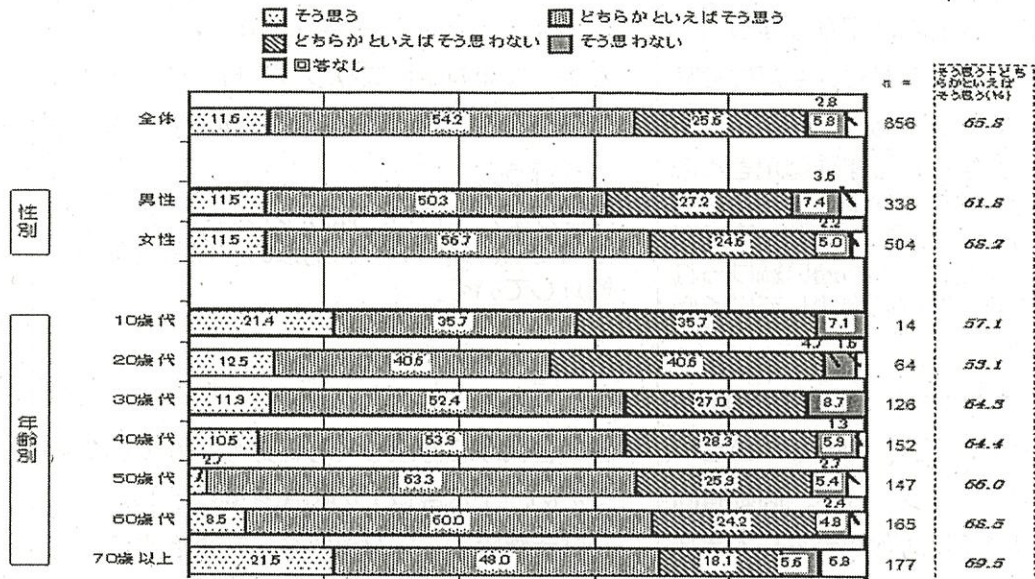 そう思う
どちらかといえばそう思う
どちらかといえばそう思わない
そう思わない
回答なし
n =
そう思う+どち
らかといえば
そう思う(%)
全体 11.6 54.2 25.6 5.8 2.8 856 65.8
性別
男性 11.5 50.3 27.2 7.4 3.6 338 61.8
女性 11.5 56.7 24.6 5.0 2.2 504 68.2
年齢別
10歳代 21.4 35.7 35.7 7.1 14 57.1
20歳代 12.5 40.6 40.6 4.7 1.6 64 53.1
30歳代 11.9 52.4 27.0 8.7 126 64.3
40歳代 10.5 53.9 28.3 5.9 1.3 152 64.4
50歳代 2.7 63.3 25.9 5.4 2.7 147 66.0
60歳代 8.5 60.0 24.2 4.8 2.4 165 68.5
70歳以上 21.5 48.0 18.1 5.6 6.8 177 69.5